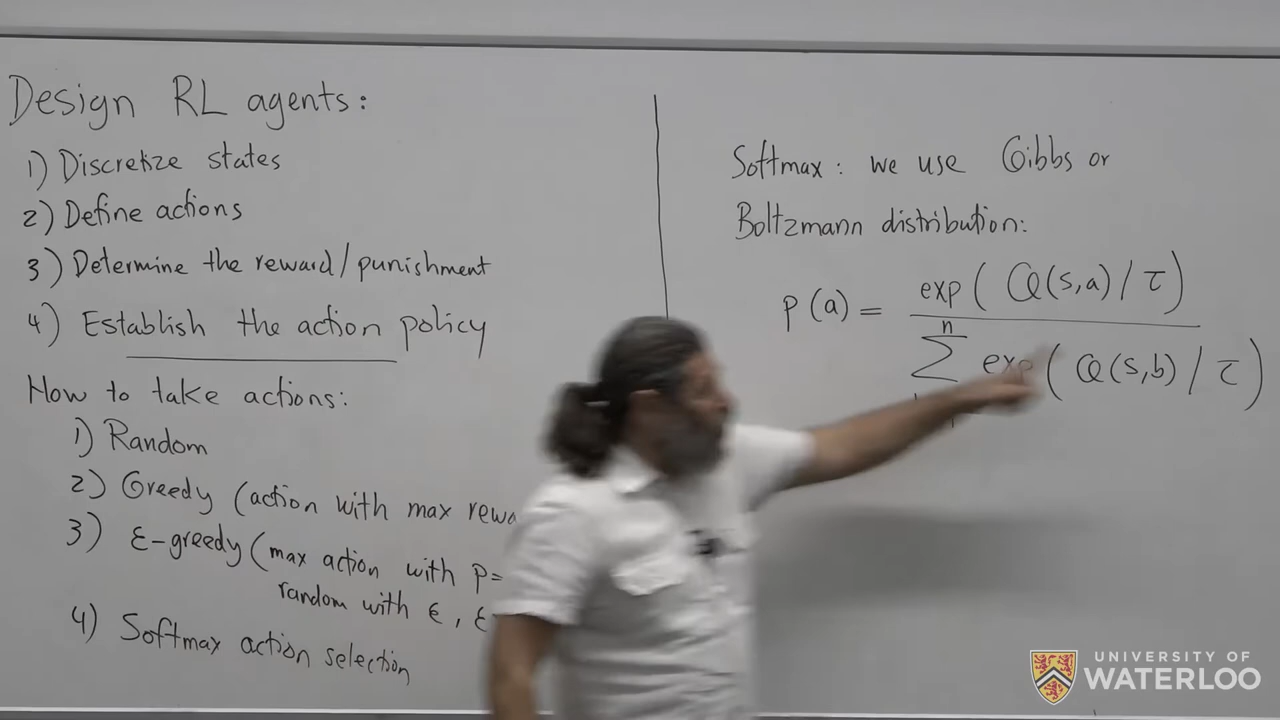 Design RL agents:
1) Discretize states
2) Define actions
3) Determine the reward/punishment
4) Establish the action policy
How to take actions:
1) Random
2) Greedy (action with max
3) ε-greedy (max action with p=
random with ε, ε
4) Softmax action selection
Softmax: we use Gibbs or
Boltzmann distribution:
p(a) = exp(Q(s,a)/τ)
n
∑ exp(Q(s,b)/τ)
UNIVERSITY OF
WATERLOO